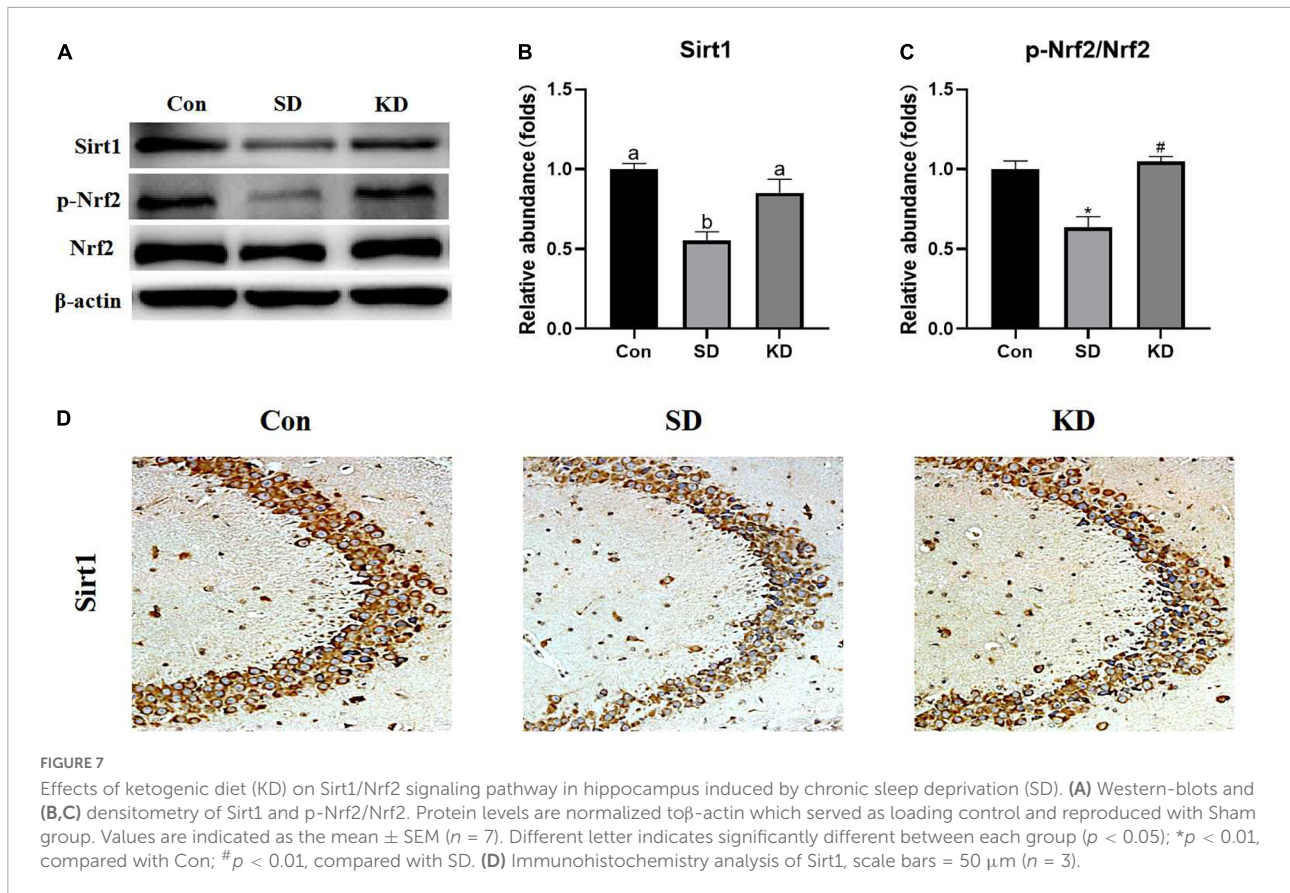 A
Con SD KD
Sirt1
p-Nrf2
Nrf2
β-actin
B
Sirt1
Relative abundance (folds)
1.5
1.0
0.5
0.0
a
b
a
Con SD KD
C
p-Nrf2/Nrf2
Relative abundance (folds)
1.5
1.0
0.5
0.0
*
#
Con SD KD
D
Con SD KD
Sirt1
FIGURE 7
Effects of ketogenic diet (KD) on Sirt1/Nrf2 signaling pathway in hippocampus induced by chronic sleep deprivation (SD). (A) Western-blots and
(B,C) densitometry of Sirt1 and p-Nrf2/Nrf2. Protein levels are normalized toβ-actin which served as loading control and reproduced with Sham
group. Values are indicated as the mean ± SEM (n = 7). Different letter indicates significantly different between each group (p < 0.05); *p < 0.01,
compared with Con; #p < 0.01, compared with SD. (D) Immunohistochemistry analysis of Sirt1, scale bars = 50 μm (n = 3).